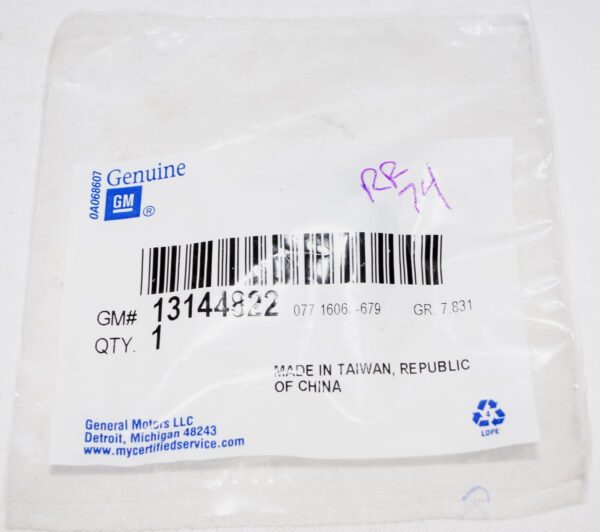 0A068607
Genuine
GM ®
RR
74
GM# 13144822 077 1606 -679 GR. 7.831
QTY. 1
MADE IN TAIWAN, REPUBLIC
OF CHINA
General Motors LLC
Detroit, Michigan 48243
www.mycertifiedservice.com
4
LDPE